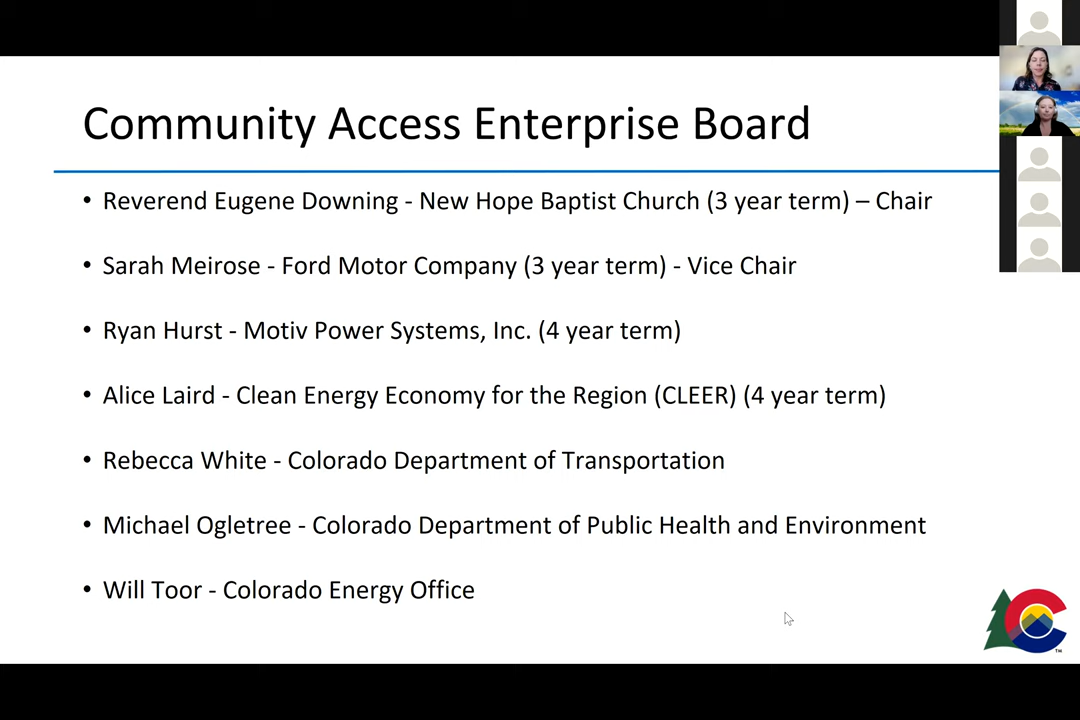 Community Access Enterprise Board
• Reverend Eugene Downing - New Hope Baptist Church (3 year term) – Chair
• Sarah Meirose - Ford Motor Company (3 year term) - Vice Chair
• Ryan Hurst - Motiv Power Systems, Inc. (4 year term)
• Alice Laird - Clean Energy Economy for the Region (CLEER) (4 year term)
• Rebecca White - Colorado Department of Transportation
• Michael Ogletree - Colorado Department of Public Health and Environment
• Will Toor - Colorado Energy Office
TM